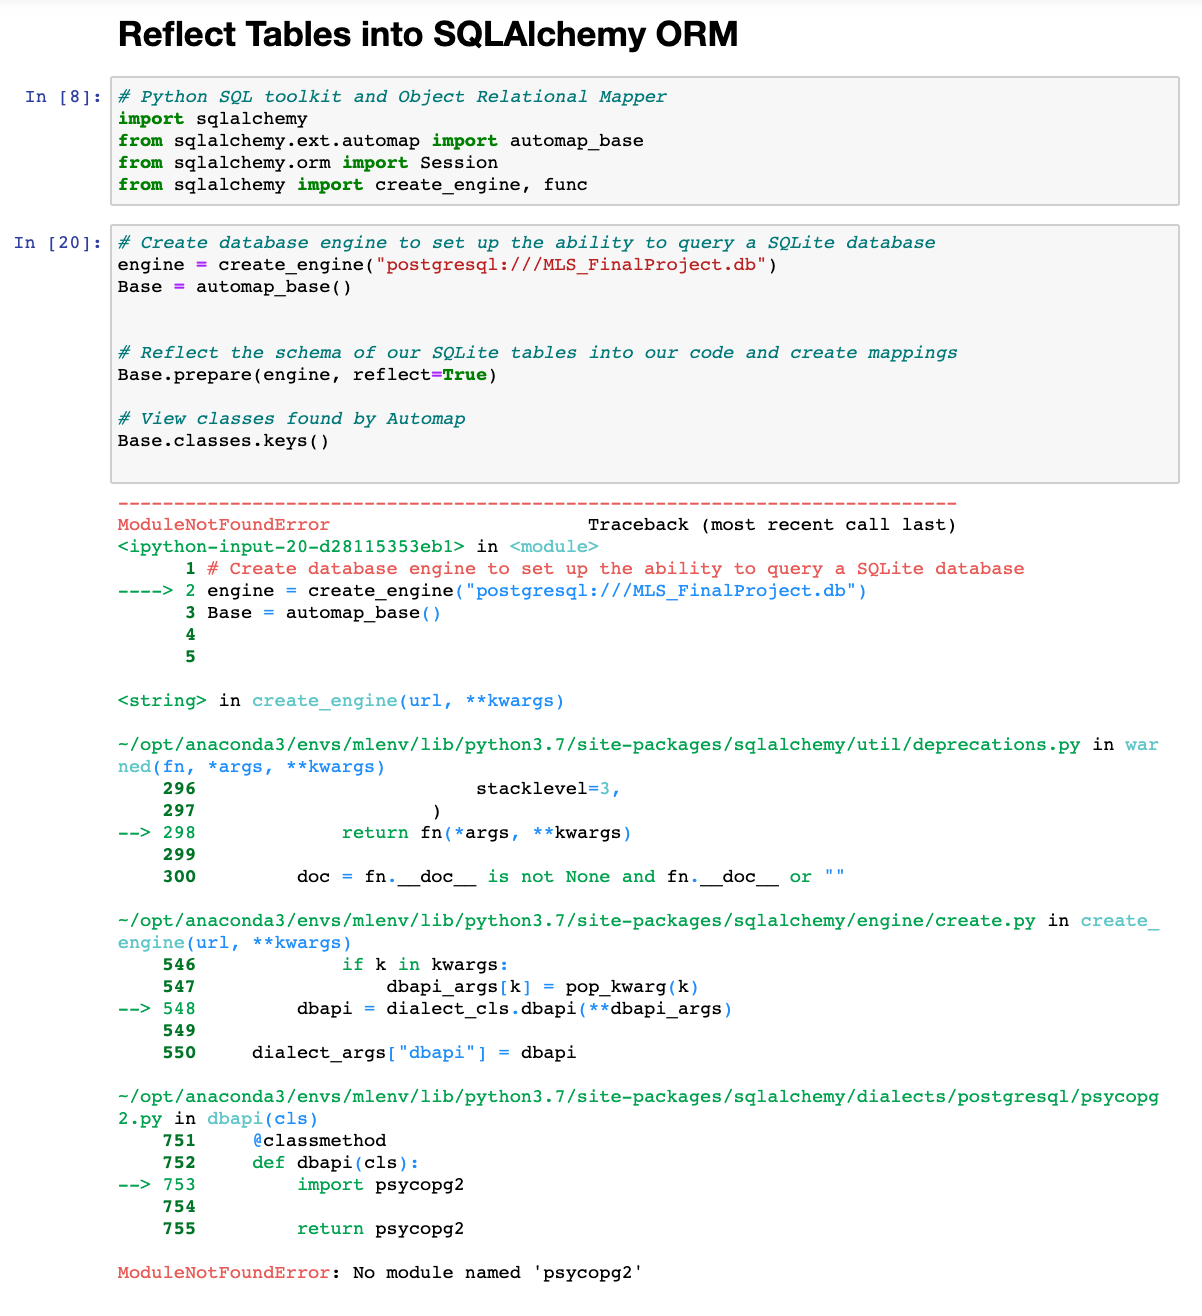 Reflect Tables into SQLAlchemy ORM
In [8]:
# Python SQL toolkit and Object Relational Mapper
import sqlalchemy
from sqlalchemy.ext.automap import automap_base
from sqlalchemy.orm import Session
from sqlalchemy import create_engine, func
In [20]:
# Create database engine to set up the ability to query a SQLite database
engine = create_engine("postgresql:///MLS_FinalProject.db")
Base = automap_base()
# Reflect the schema of our SQLite tables into our code and create mappings
Base.prepare(engine, reflect=True)
# View classes found by Automap
Base.classes.keys()
---------------------------------------------------------------------------
ModuleNotFoundError                       Traceback (most recent call last)
<ipython-input-20-d28115353eb1> in <module>
      1 # Create database engine to set up the ability to query a SQLite database
----> 2 engine = create_engine("postgresql:///MLS_FinalProject.db")
      3 Base = automap_base()
      4
      5
<string> in create_engine(url, **kwargs)
~/opt/anaconda3/envs/mlenv/lib/python3.7/site-packages/sqlalchemy/util/deprecations.py in war
ned(fn, *args, **kwargs)
    296                         stacklevel=3,
    297                     )
--> 298             return fn(*args, **kwargs)
    299
    300         doc = fn.__doc__ is not None and fn.__doc__ or ""
~/opt/anaconda3/envs/mlenv/lib/python3.7/site-packages/sqlalchemy/engine/create.py in create_
engine(url, **kwargs)
    546             if k in kwargs:
    547                 dbapi_args[k] = pop_kwarg(k)
--> 548         dbapi = dialect_cls.dbapi(**dbapi_args)
    549
    550     dialect_args["dbapi"] = dbapi
~/opt/anaconda3/envs/mlenv/lib/python3.7/site-packages/sqlalchemy/dialects/postgresql/psycopg
2.py in dbapi(cls)
    751     @classmethod
    752     def dbapi(cls):
--> 753         import psycopg2
    754
    755         return psycopg2
ModuleNotFoundError: No module named 'psycopg2'